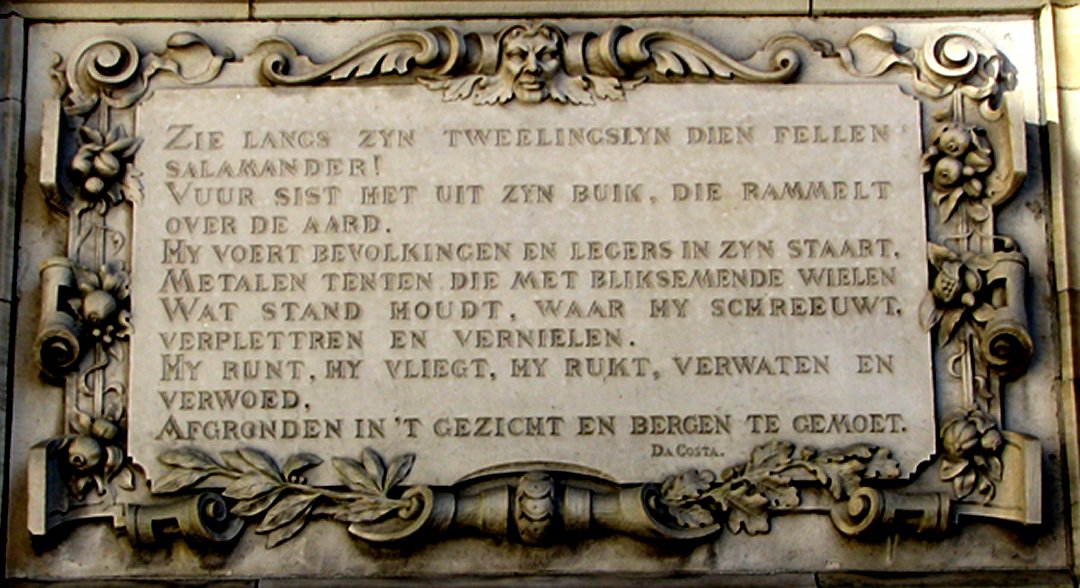 ZIE LANGS ZYN TWEELINGSLYN DIEN FELLEN
SALAMANDER!
VUUR SIST HET UIT ZYN BUIK, DIE RAMMELT
OVER DE AARD.
HY VOERT BEVOLKINGEN EN LEGERS IN ZYN STAART,
METALEN TENTEN DIE MET BLIKSEMENDE WIELEN
WAT STAND HOUDT, WAAR HY SCHREEUWT,
VERPLETTREN EN VERNIELEN.
HY RUNT, HY VLIEGT, HY RUKT, VERWATEN EN
VERWOED,
AFGRONDEN IN 'T GEZICHT EN BERGEN TE GEMOET.
DA COSTA.